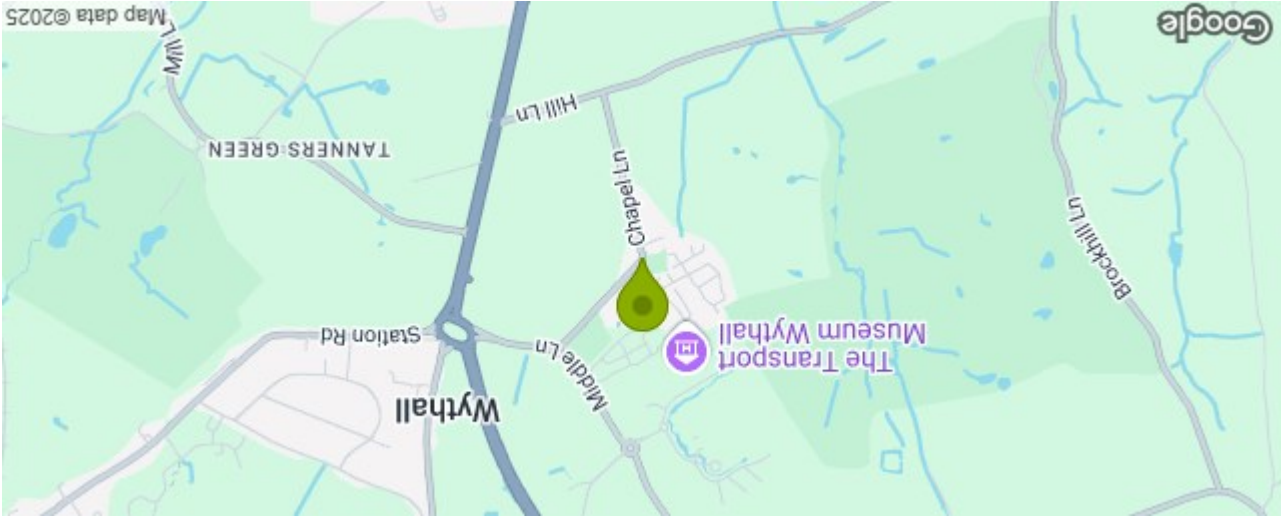 Wythall
Middle Ln
Station Rd
The Transport
Museum Wythall
Brockhill Ln
Chapel Ln
TANNERS GREEN
Hill Ln
Mill L
Google
Map data ©2025